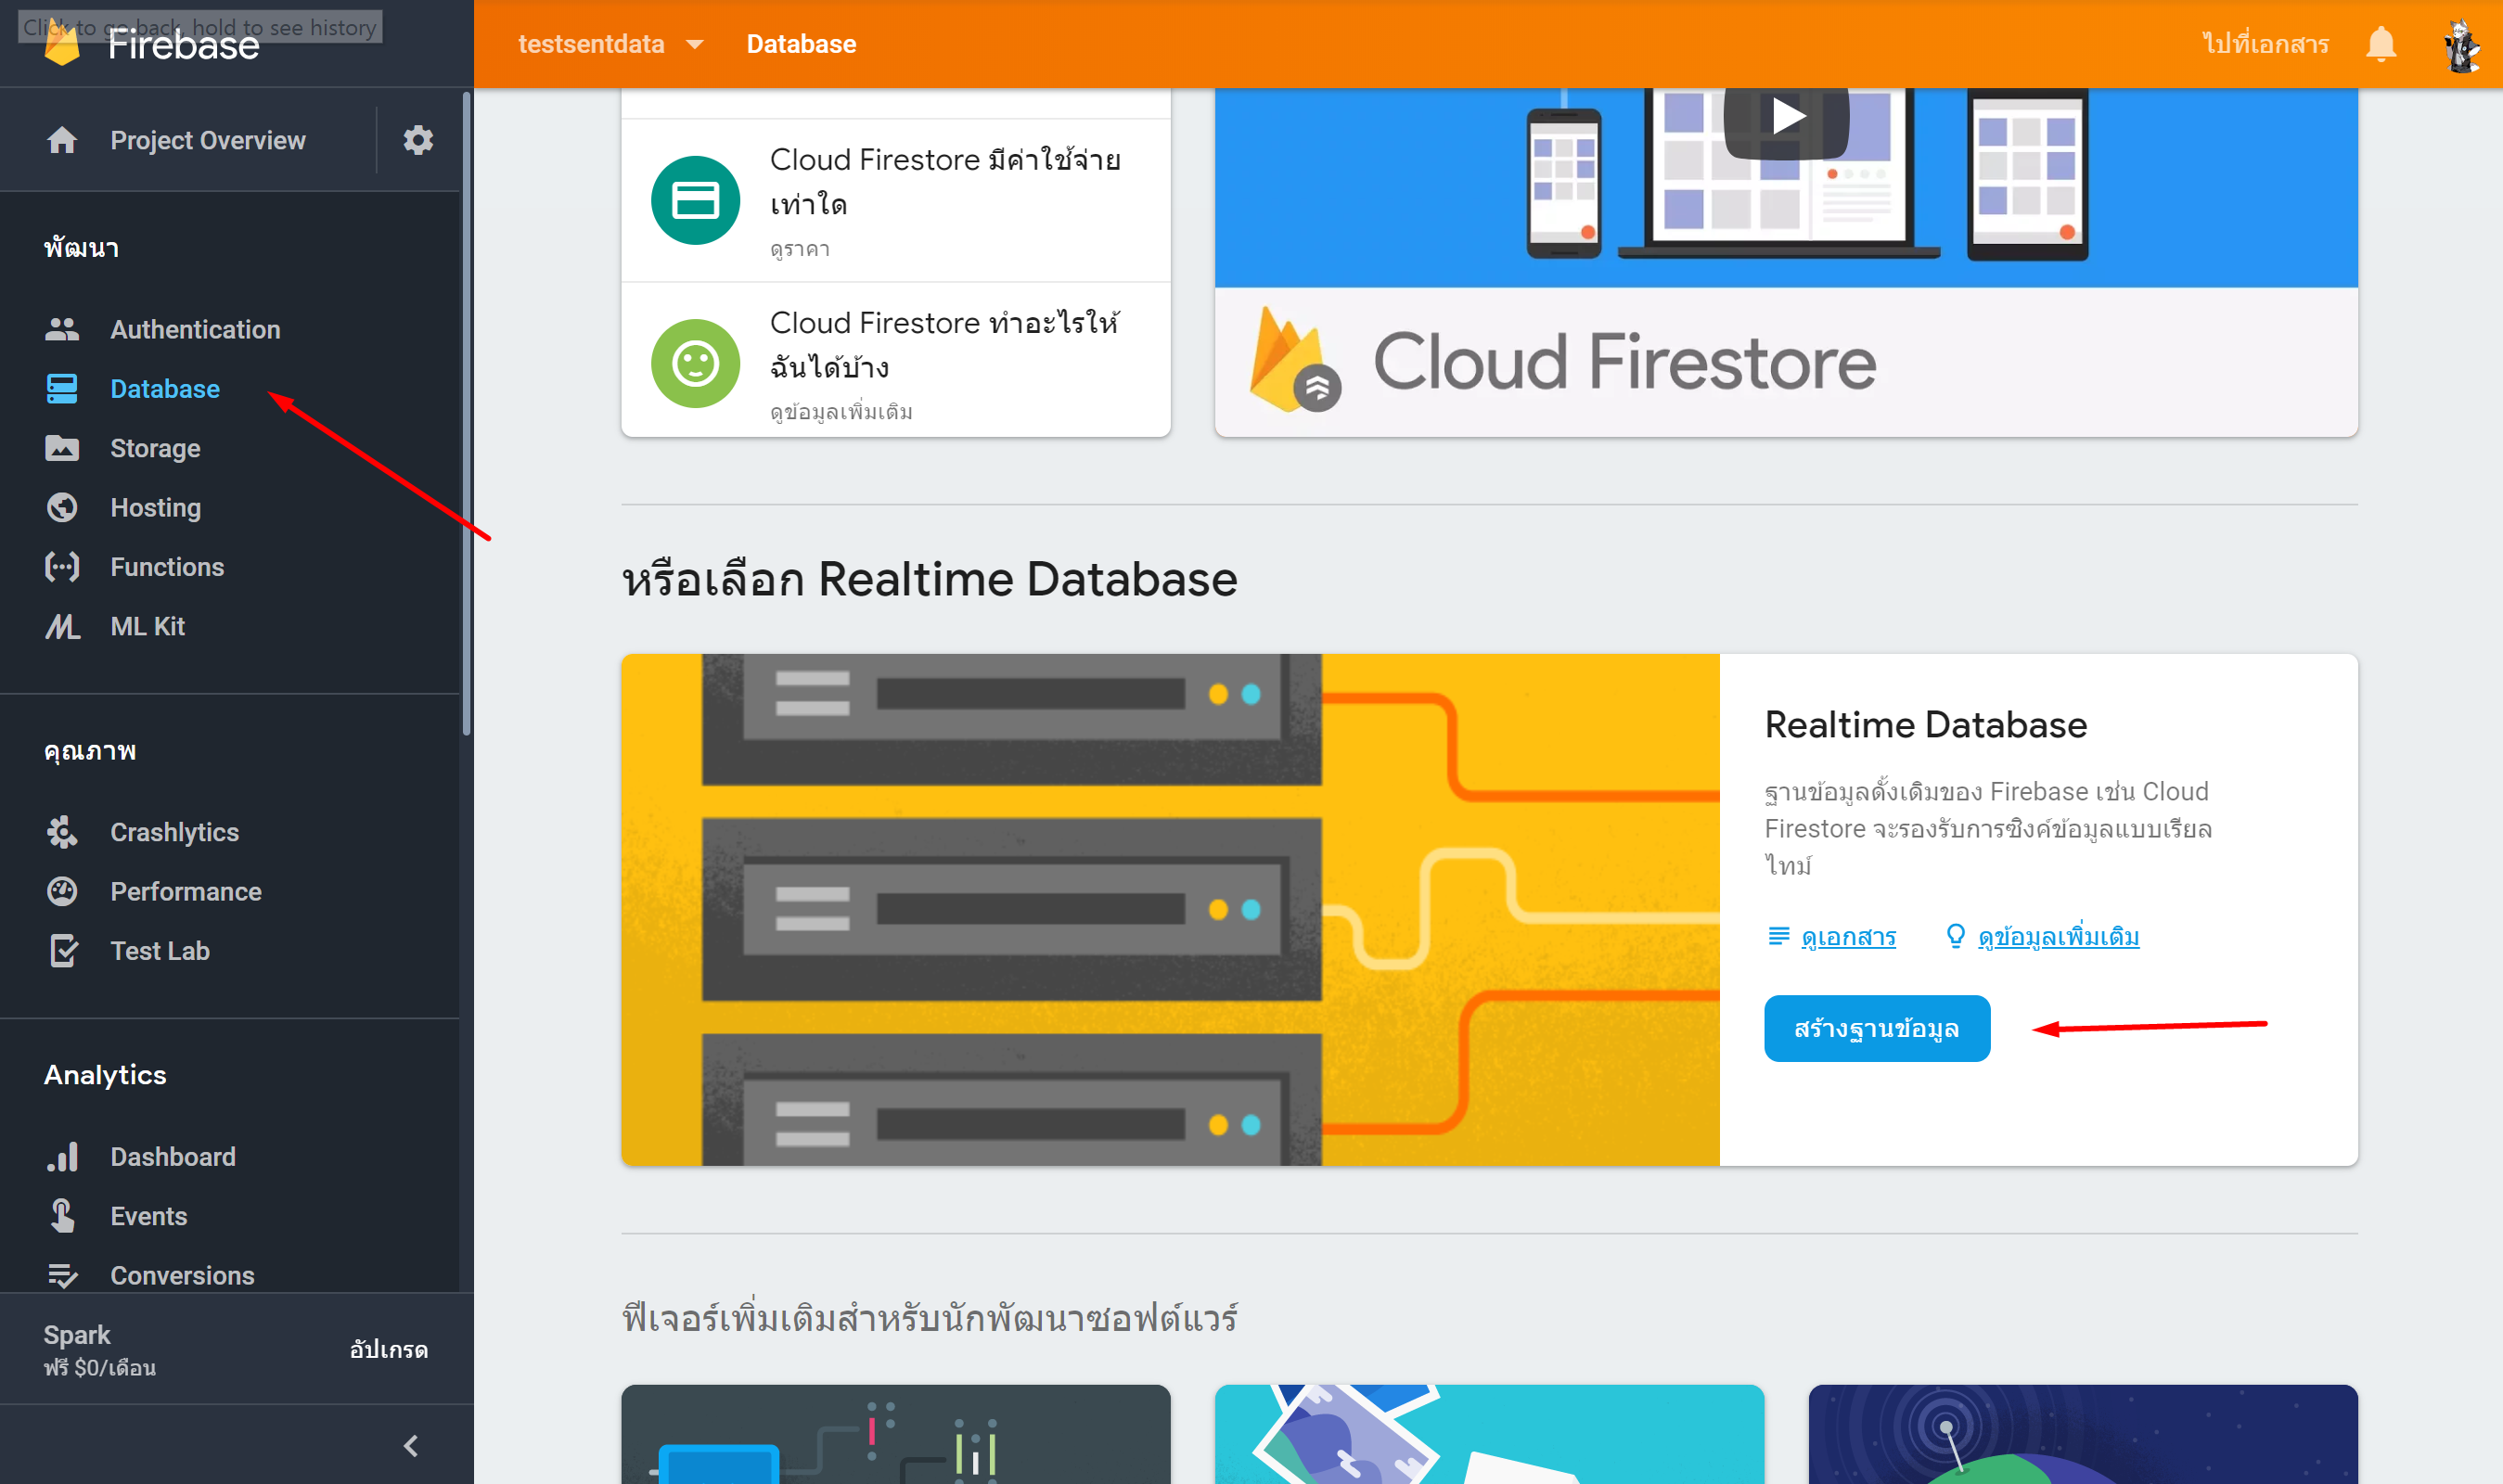 Click to go back, hold to see history
Firebase
testsentdata
Database
ไปที่เอกสาร
Project Overview
พัฒนา
Authentication
Database
Storage
Hosting
Functions
ML Kit
คุณภาพ
Crashlytics
Performance
Test Lab
Analytics
Dashboard
Events
Conversions
Spark
ฟรี $0/เดือน
อัปเกรด
Cloud Firestore มีค่าใช้จ่าย
เท่าใด
ดูราคา
Cloud Firestore ทำอะไรให้
ฉันได้บ้าง
ดูข้อมูลเพิ่มเติม
Cloud Firestore
หรือเลือก Realtime Database
Realtime Database
ฐานข้อมูลดั้งเดิมของ Firebase เช่น Cloud
Firestore จะรองรับการซิงค์ข้อมูลแบบเรียล
ไทม์
ดูเอกสาร
ดูข้อมูลเพิ่มเติม
สร้างฐานข้อมูล
ฟีเจอร์เพิ่มเติมสำหรับนักพัฒนาซอฟต์แวร์